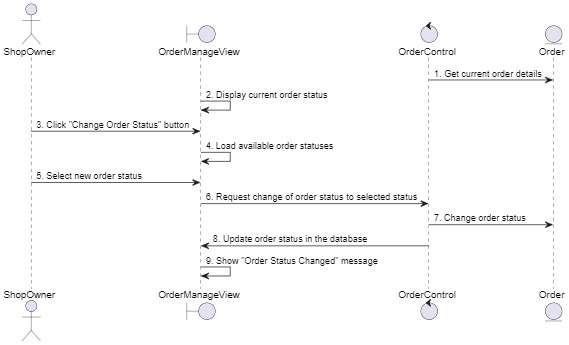 ShopOwner OrderManageView OrderControl Order
1. Get current order details
2. Display current order status
3. Click "Change Order Status" button
4. Load available order statuses
5. Select new order status
6. Request change of order status to selected status
7. Change order status
8. Update order status in the database
9. Show "Order Status Changed" message
ShopOwner OrderManageView OrderControl Order